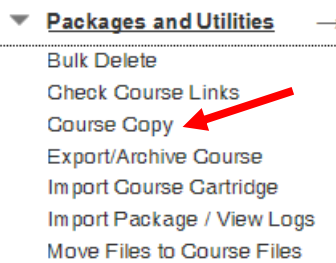 Packages and Utilities
Bulk Delete
Check Course Links
Course Copy
Export/Archive Course
Import Course Cartridge
Import Package / View Logs
Move Files to Course Files